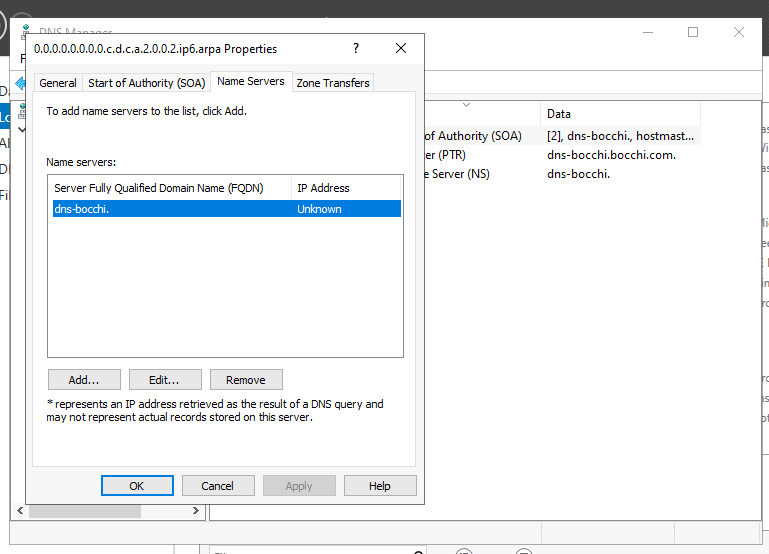 DNS Manager
0.0.0.0.0.0.0.0.c.d.c.a.2.0.0.2.ip6.arpa Properties
?
General
Start of Authority (SOA)
Name Servers
Zone Transfers
To add name servers to the list, click Add.
Name servers:
Server Fully Qualified Domain Name (FQDN)
IP Address
dns-bocchi.
Unknown
Add...
Edit...
Remove
* represents an IP address retrieved as the result of a DNS query and
may not represent actual records stored on this server.
OK
Cancel
Apply
Help
Data
of Authority (SOA)
[2], dns-bocchi., hostmast...
er (PTR)
dns-bocchi.bocchi.com.
e Server (NS)
dns-bocchi.